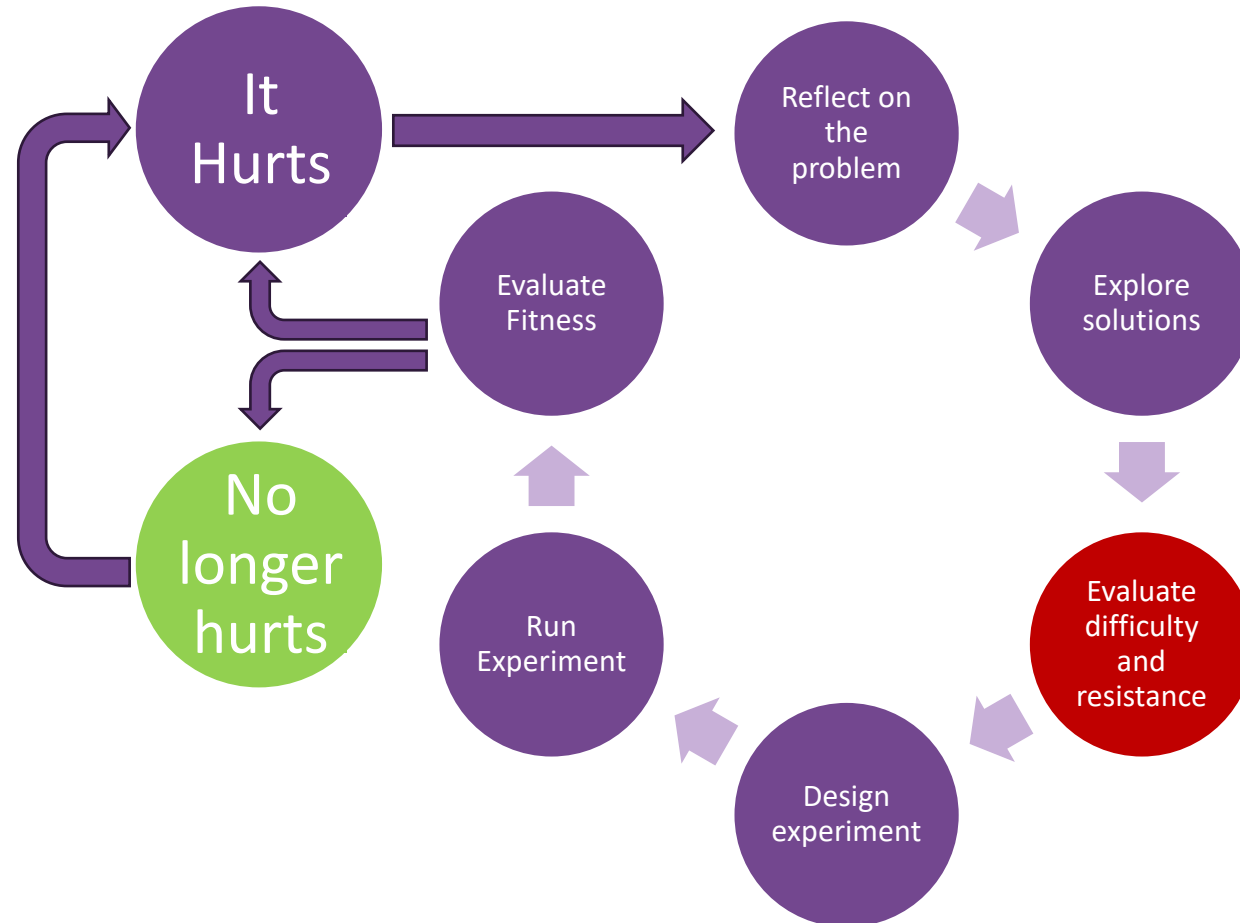 It
Hurts
Reflect on
the
problem
Explore
solutions
Evaluate
difficulty
and
resistance
Design
experiment
Run
Experiment
Evaluate
Fitness
No
longer
hurts